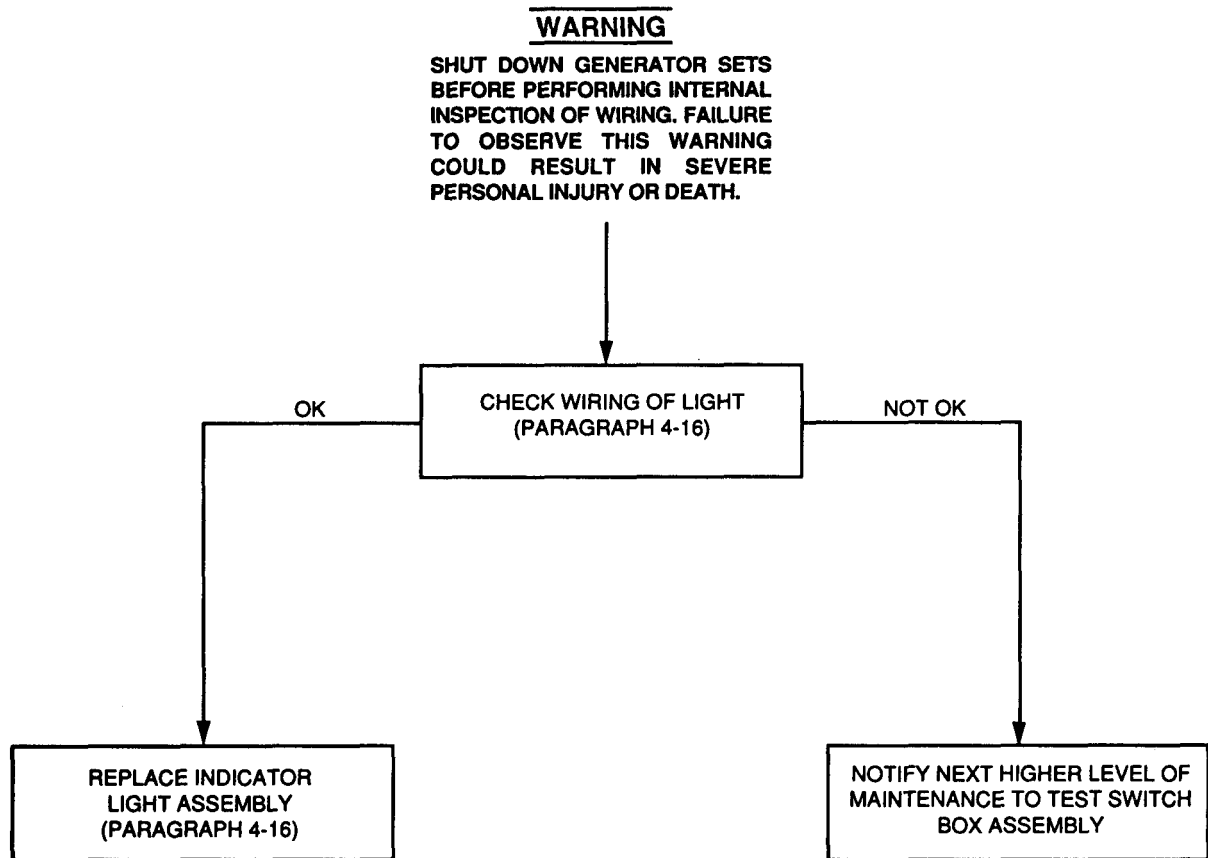 WARNING
SHUT DOWN GENERATOR SETS
BEFORE PERFORMING INTERNAL
INSPECTION OF WIRING. FAILURE
TO OBSERVE THIS WARNING
COULD RESULT IN SEVERE
PERSONAL INJURY OR DEATH.
CHECK WIRING OF LIGHT
(PARAGRAPH 4-16)
OK
NOT OK
REPLACE INDICATOR
LIGHT ASSEMBLY
(PARAGRAPH 4-16)
NOTIFY NEXT HIGHER LEVEL OF
MAINTENANCE TO TEST SWITCH
BOX ASSEMBLY